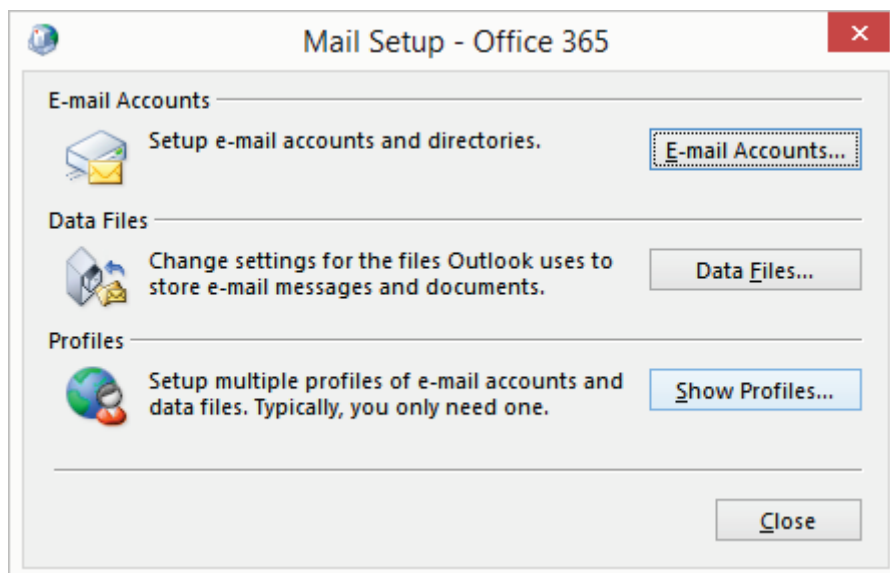 Mail Setup - Office 365
E-mail Accounts
Setup e-mail accounts and directories.
E-mail Accounts...
Data Files
Change settings for the files Outlook uses to
store e-mail messages and documents.
Data Files...
Profiles
Setup multiple profiles of e-mail accounts and
data files. Typically, you only need one.
Show Profiles...
Close